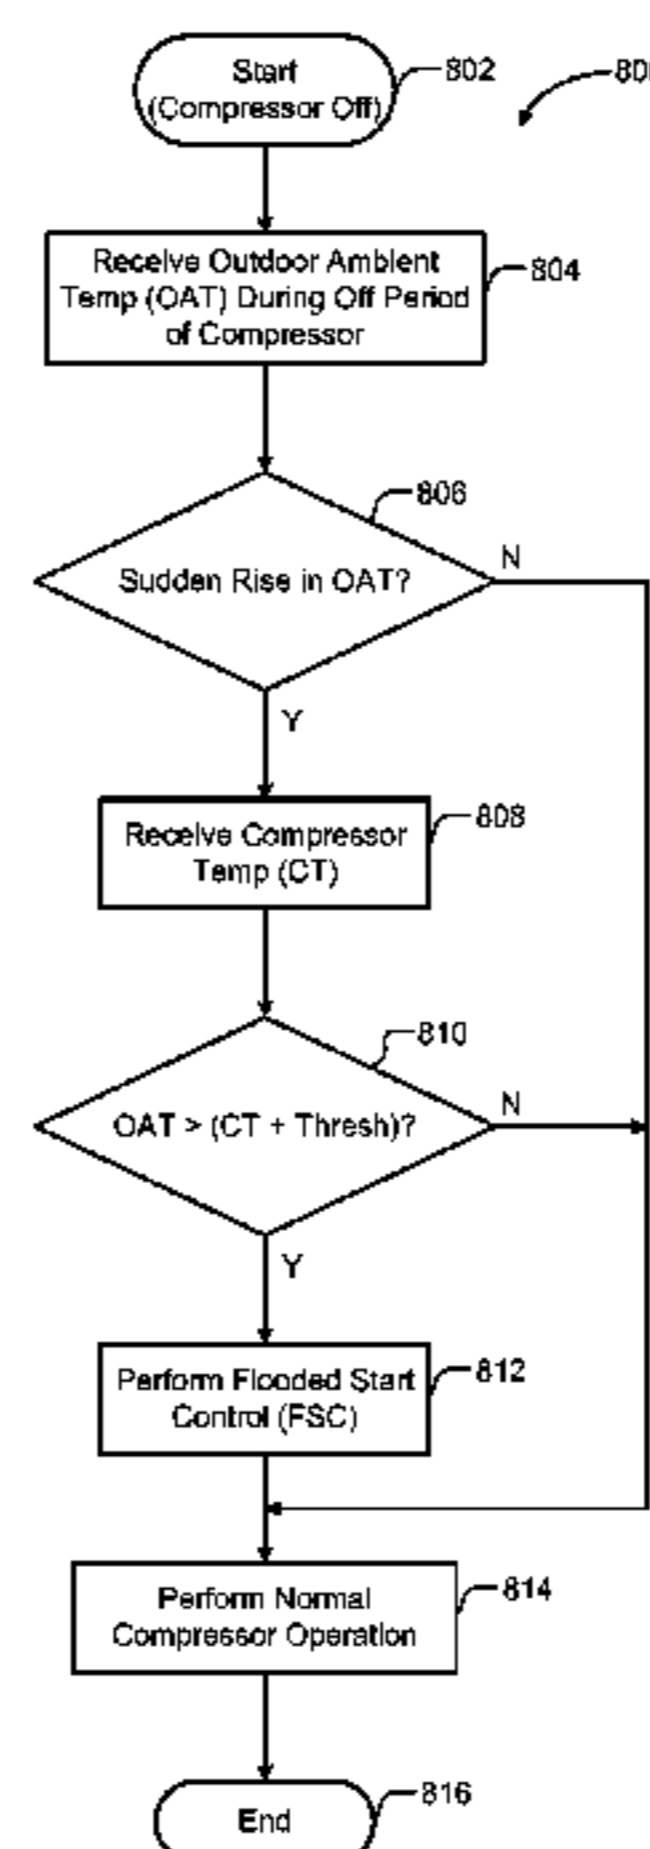 Start
(Compressor Off)
802
Receive Outdoor Ambient
Temp (OAT) During Off Period
of Compressor
804
806
Sudden Rise in OAT?
N
Y
Receive Compressor
Temp (CT)
808
810
OAT > (CT + Thresh)?
N
Y
Perform Flooded Start
Control (FSC)
812
Perform Normal
Compressor Operation
814
End
816